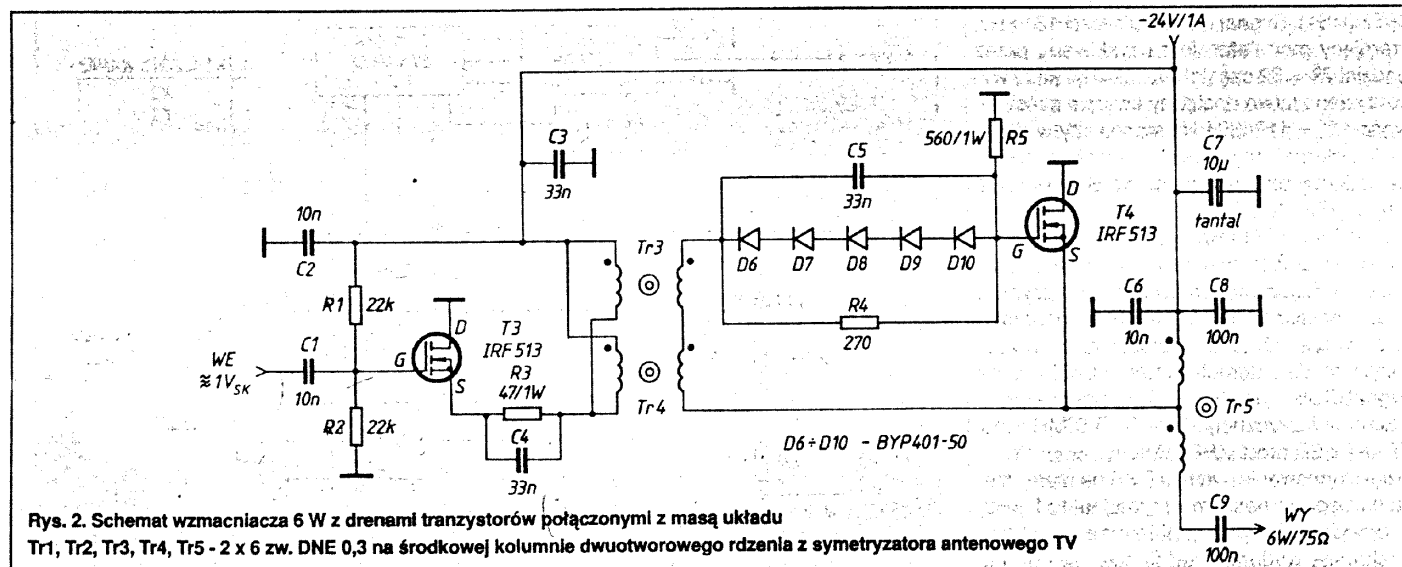 -24V/1A
560/1W R5
C3
33n
C5
33n
C7
10µ
tantal
10n
C2
D
T4
IRF 513
G
S
Tr3
D6 D7 D8 D9 D10
R1 22k
C6
10n
C8
100n
D
T3
IRF 513
R4
270
WE
≈1VSK
C1
10n
G
S
R3
47/1W
Tr4
Tr5
R2 22k
C4
33n
D6÷D10 - BYP401-50
C9
100n
WY
6W/75Ω
Rys. 2. Schemat wzmacniacza 6 W z drenami tranzystorów połączonymi z masą układu
Tr1, Tr2, Tr3, Tr4, Tr5 - 2 x 6 zw. DNE 0,3 na środkowej kolumnie dwuotworowego rdzenia z symetryzatora antenowego TV